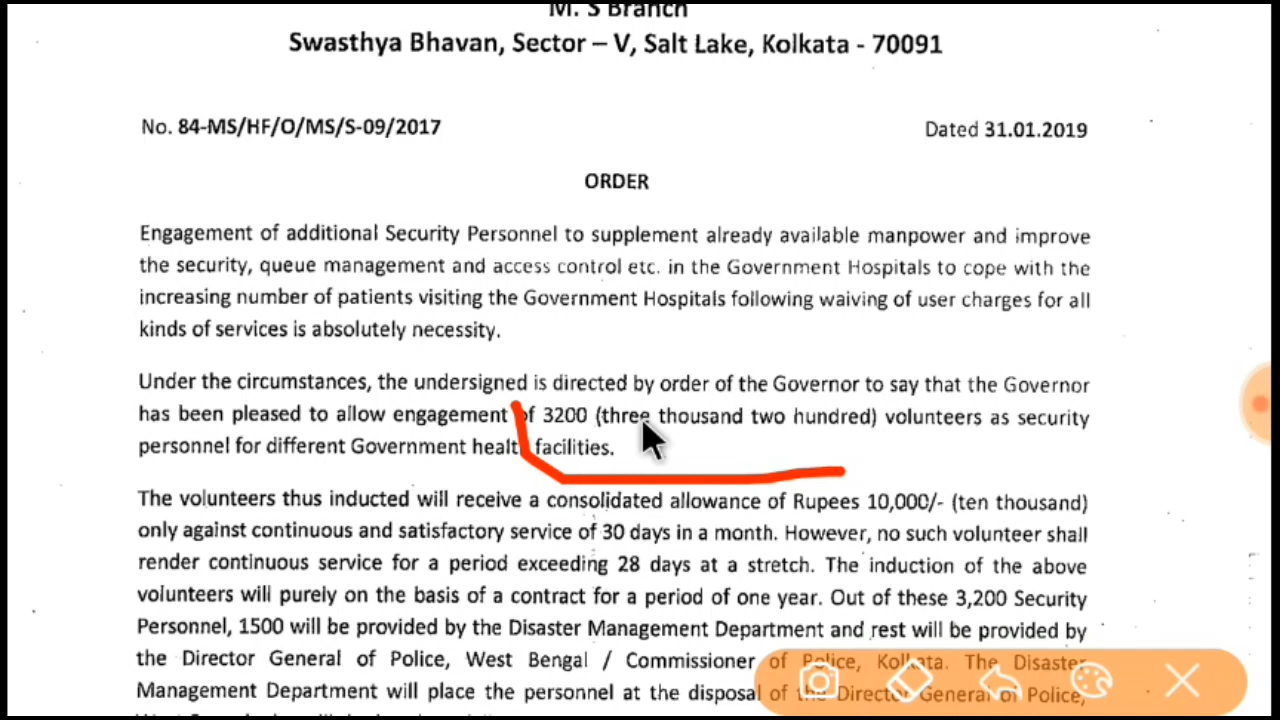 M. S Branch
Swasthya Bhavan, Sector – V, Salt Lake, Kolkata - 70091
No. 84-MS/HF/O/MS/S-09/2017
Dated 31.01.2019
ORDER
Engagement of additional Security Personnel to supplement already available manpower and improve
the security, queue management and access control etc. in the Government Hospitals to cope with the
increasing number of patients visiting the Government Hospitals following waiving of user charges for all
kinds of services is absolutely necessity.
Under the circumstances, the undersigned is directed by order of the Governor to say that the Governor
has been pleased to allow engagement of 3200 (three thousand two hundred) volunteers as security
personnel for different Government health facilities.
The volunteers thus inducted will receive a consolidated allowance of Rupees 10,000/- (ten thousand)
only against continuous and satisfactory service of 30 days in a month. However, no such volunteer shall
render continuous service for a period exceeding 28 days at a stretch. The induction of the above
volunteers will purely on the basis of a contract for a period of one year. Out of these 3,200 Security
Personnel, 1500 will be provided by the Disaster Management Department and rest will be provided by
the Director General of Police, West Bengal / Commissioner of Police, Kolkata. The Disaster
Management Department will place the personnel at the disposal of the Director General of Police,